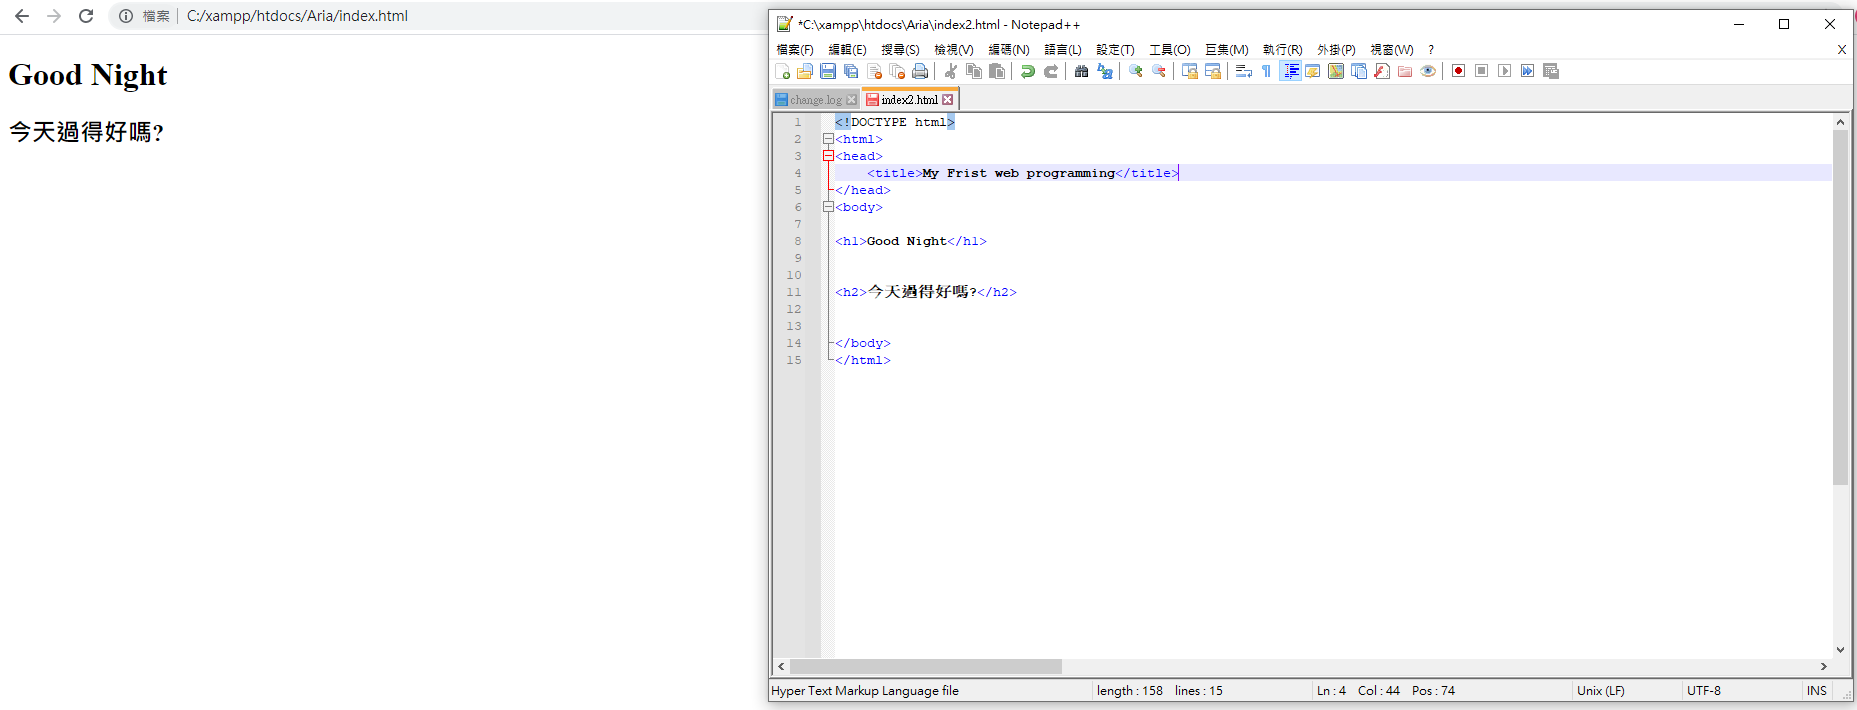 檔案 C:/xampp/htdocs/Aria/index.html
Good Night
今天過得好嗎?
*C:\xampp\htdocs\Aria\index2.html - Notepad++
檔案(F) 編輯(E) 搜尋(S) 檢視(V) 編碼(N) 語言(L) 設定(T) 工具(O) 巨集(M) 執行(R) 外掛(P) 視窗(W) ? X
change.log index2.html
1 <!DOCTYPE html>
2 <html>
3 <head>
4 <title>My Frist web programming</title>
5 </head>
6 <body>
7
8 <h1>Good Night</h1>
9
10
11 <h2>今天過得好嗎?</h2>
12
13
14 </body>
15 </html>
Hyper Text Markup Language file length : 158 lines : 15 Ln : 4 Col : 44 Pos : 74 Unix (LF) UTF-8 INS